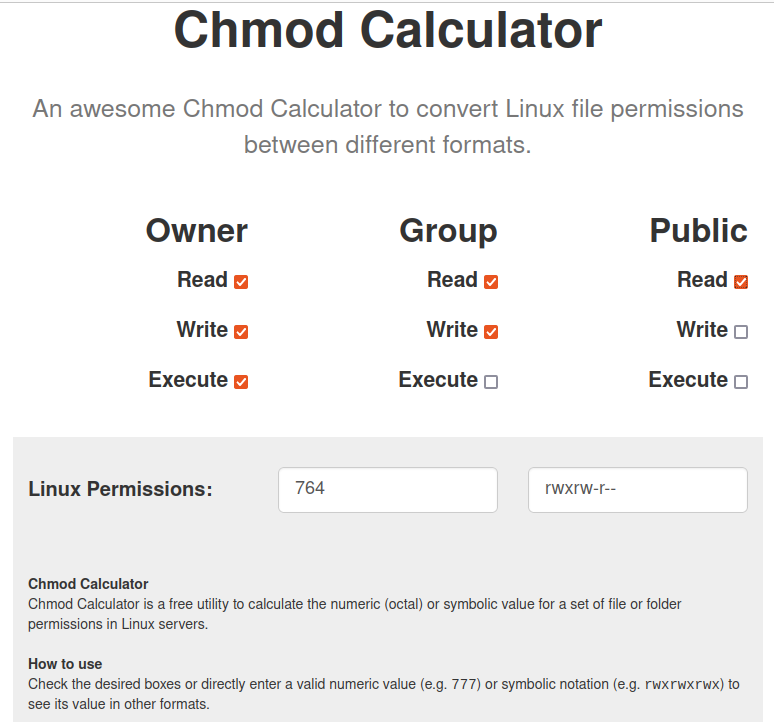 Chmod Calculator
An awesome Chmod Calculator to convert Linux file permissions
between different formats.
Owner Group Public
Read Read Read
Write Write Write
Execute Execute Execute
Linux Permissions: 764 rwxrw-r--
Chmod Calculator
Chmod Calculator is a free utility to calculate the numeric (octal) or symbolic value for a set of file or folder
permissions in Linux servers.
How to use
Check the desired boxes or directly enter a valid numeric value (e.g. 777) or symbolic notation (e.g. rwxrwxrwx) to
see its value in other formats.